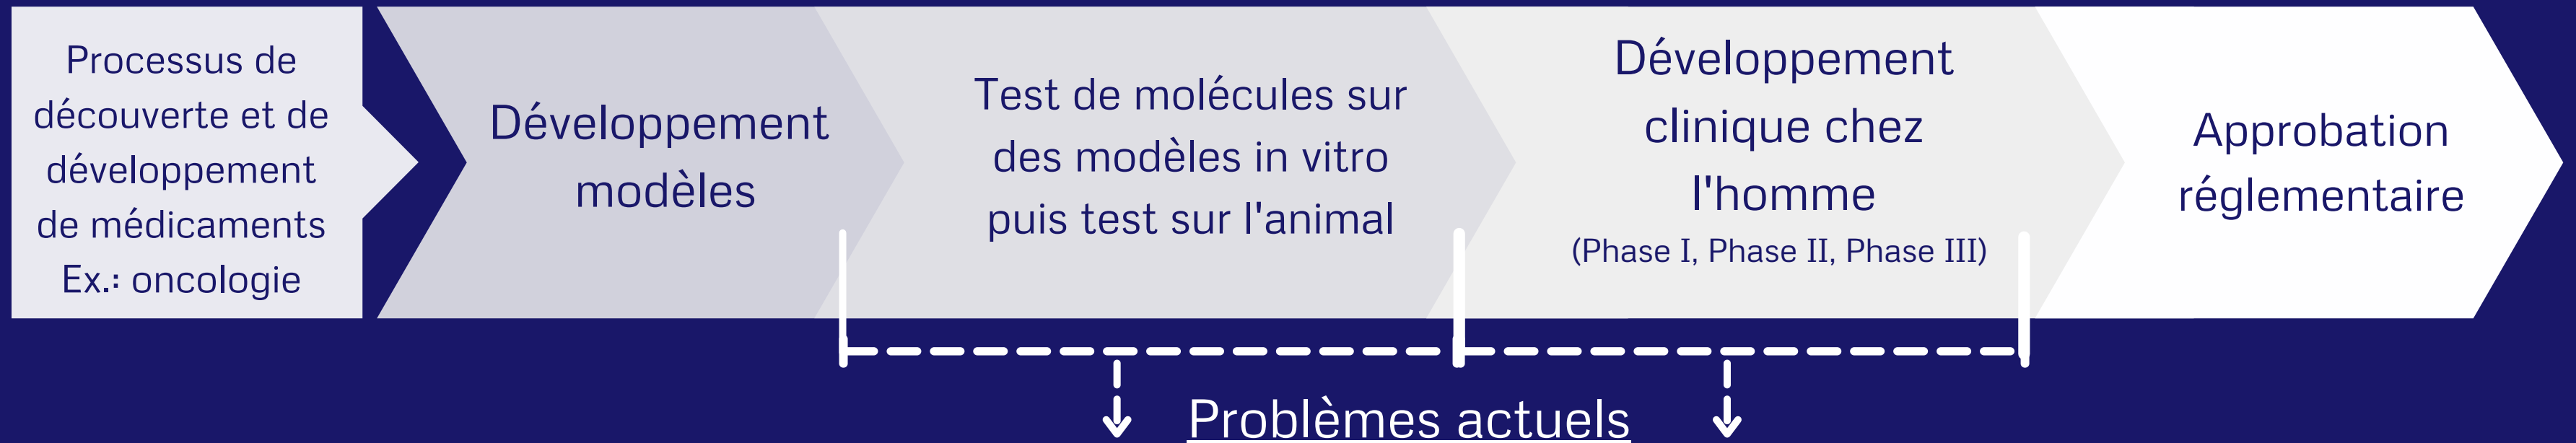 Processus de
découverte et de
développement
de médicaments
Ex.: oncologie
Développement
modèles
Test de molécules sur
des modèles in vitro
puis test sur l'animal
Développement
clinique chez
l'homme
(Phase I, Phase II, Phase III)
Approbation
réglementaire
Problèmes actuels